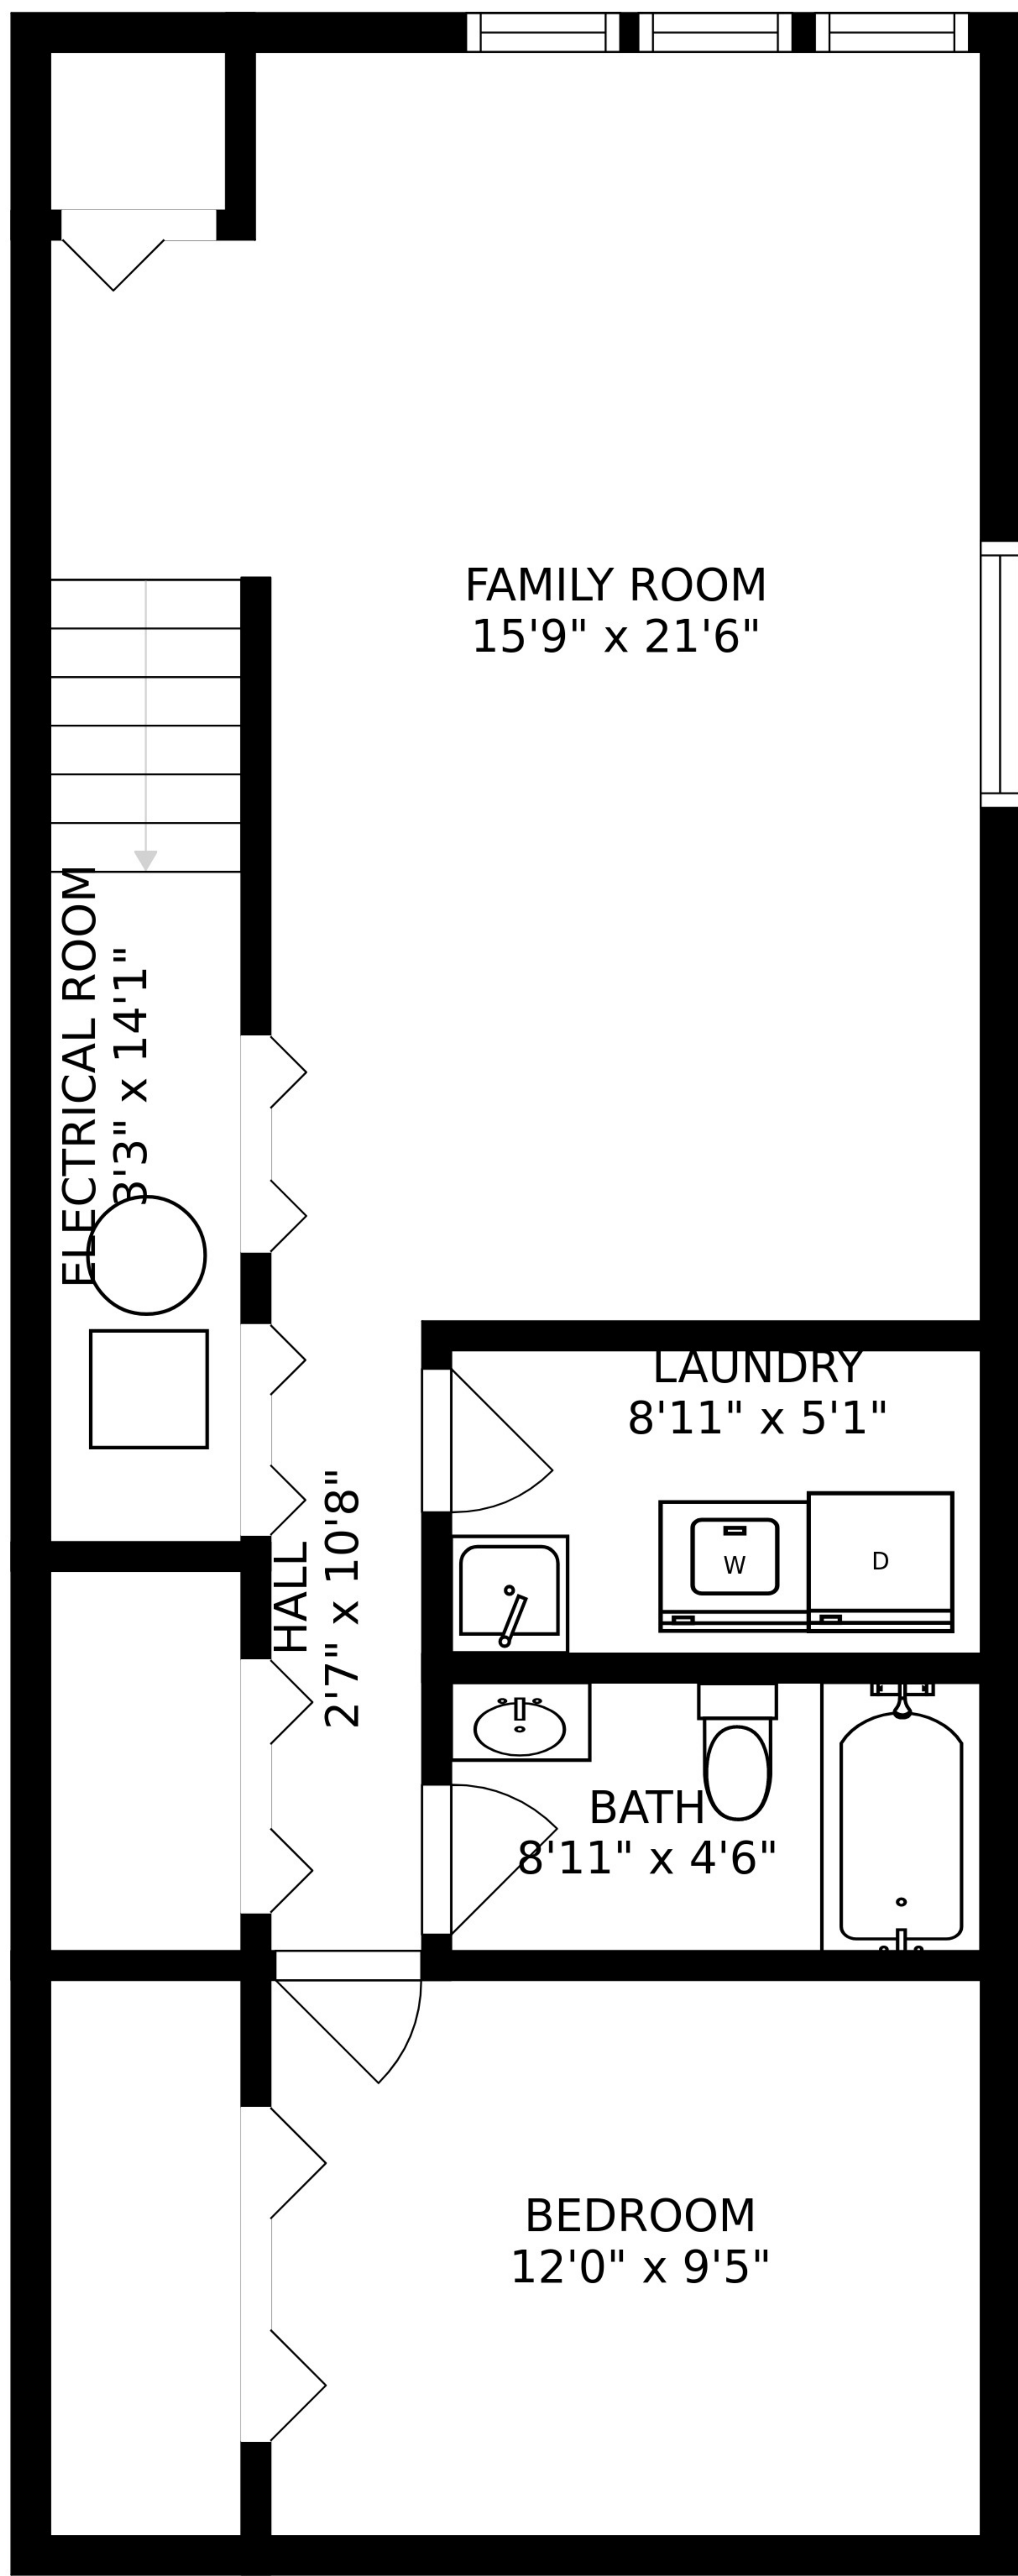 FAMILY ROOM
15'9" x 21'6"
ELECTRICAL ROOM
3'3" x 14'1"
LAUNDRY
8'11" x 5'1"
W
D
HALL
2'7" x 10'8"
BATH
8'11" x 4'6"
BEDROOM
12'0" x 9'5"